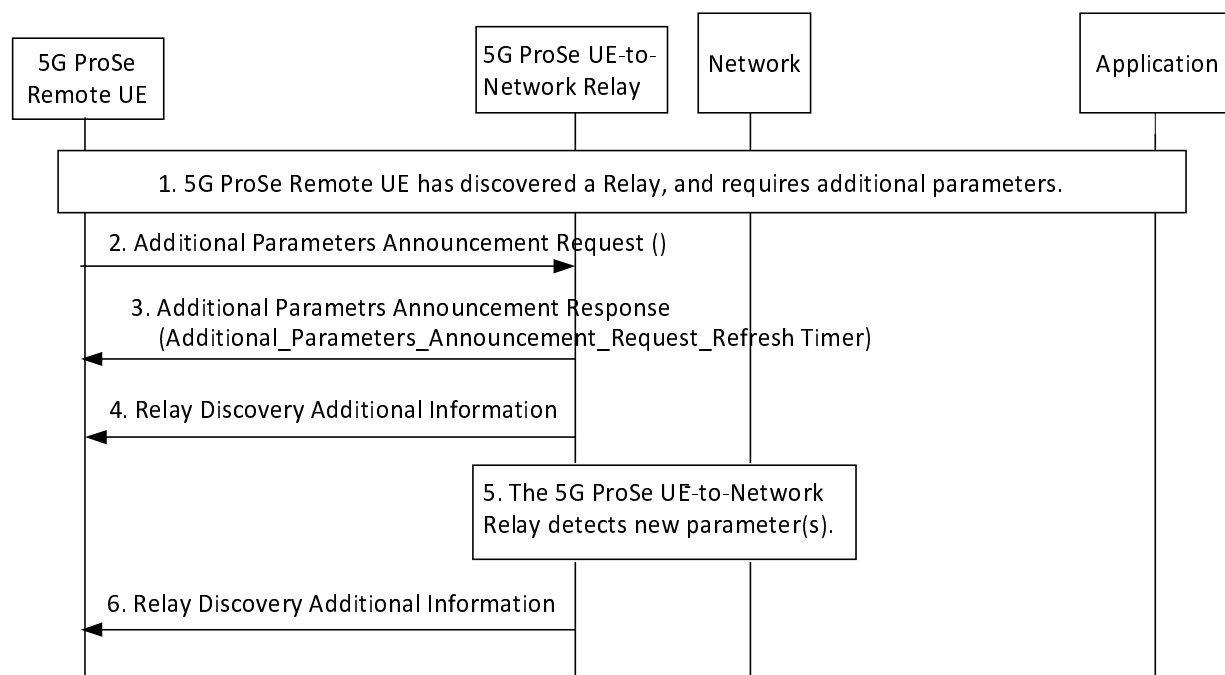 5G ProSe
Remote UE
5G ProSe UE-to-
Network Relay
Network
Application
1. 5G ProSe Remote UE has discovered a Relay, and requires additional parameters.
2. Additional Parameters Announcement Request ()
3. Additional Parametrs Announcement Response
(Additional_Parameters_Announcement_Request_Refresh Timer)
4. Relay Discovery Additional Information
5. The 5G ProSe UE-to-Network
Relay detects new parameter(s).
6. Relay Discovery Additional Information